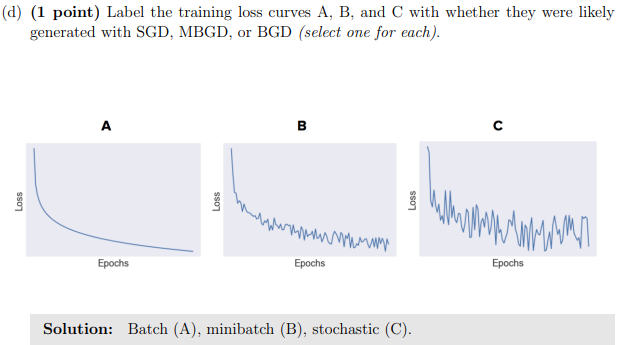 (d) (1 point) Label the training loss curves A, B, and C with whether they were likely
generated with SGD, MBGD, or BGD (select one for each).
A
B
C
Loss
Loss
Loss
Epochs
Epochs
Epochs
Solution: Batch (A), minibatch (B), stochastic (C).